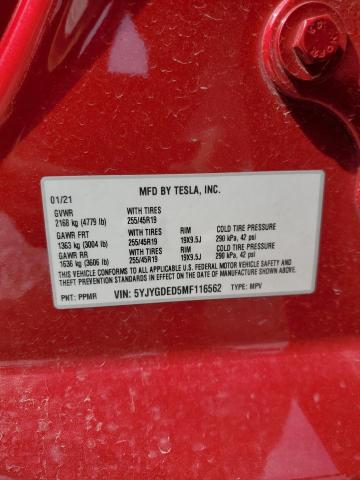 MFD BY TESLA, INC.
01/21
GVWR WITH TIRES
2168 kg (4779 lb) 255/45R19
GAWR FRT WITH TIRES RIM COLD TIRE PRESSURE
1363 kg (3004 lb) 255/45R19 19X9.5J 290 kPa, 42 psi
GAWR RR WITH TIRES RIM COLD TIRE PRESSURE
1636 kg (3606 lb) 255/45R19 19X9.5J 290 kPa, 42 psi
THIS VEHICLE CONFORMS TO ALL APPLICABLE U.S. FEDERAL MOTOR VEHICLE SAFETY AND
THEFT PREVENTION STANDARDS IN EFFECT ON THE DATE OF MANUFACTURE SHOWN ABOVE.
PNT: PPMR VIN: 5YJYGDED5MF116562 TYPE: MPV